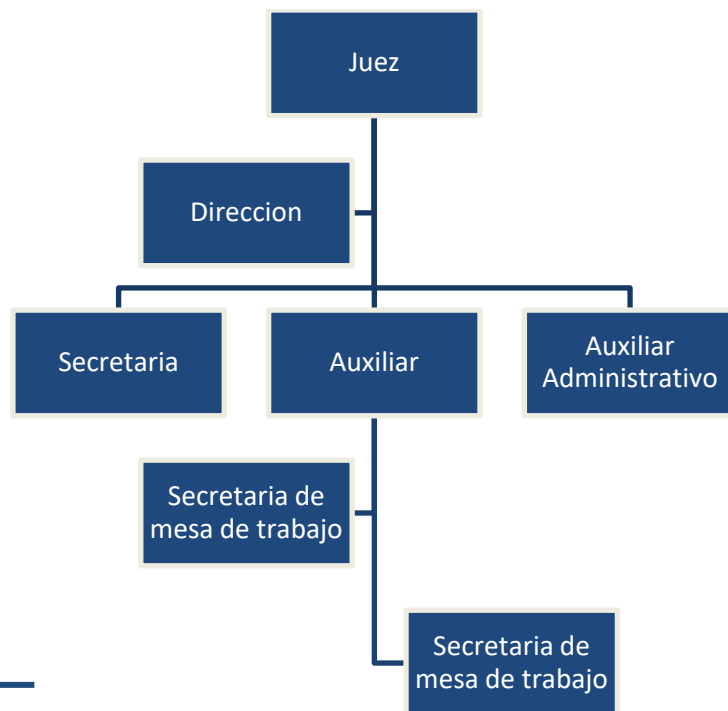 Juez
Direccion
Secretaria
Auxiliar
Auxiliar
Administrativo
Secretaria de
mesa de trabajo
Secretaria de
mesa de trabajo